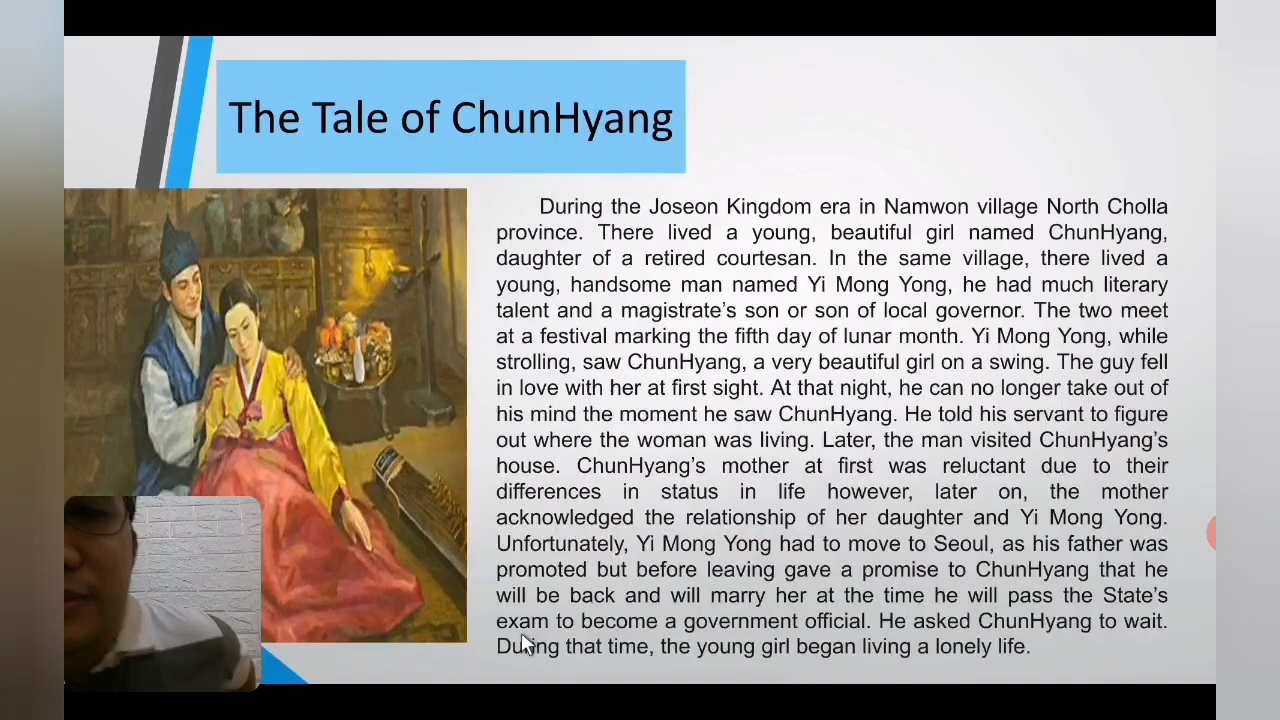 The Tale of ChunHyang
During the Joseon Kingdom era in Namwon village North Cholla
province. There lived a young, beautiful girl named ChunHyang,
daughter of a retired courtesan. In the same village, there lived a
young, handsome man named Yi Mong Yong, he had much literary
talent and a magistrate's son or son of local governor. The two meet
at a festival marking the fifth day of lunar month. Yi Mong Yong, while
strolling, saw ChunHyang, a very beautiful girl on a swing. The guy fell
in love with her at first sight. At that night, he can no longer take out of
his mind the moment he saw ChunHyang. He told his servant to figure
out where the woman was living. Later, the man visited ChunHyang's
house. ChunHyang's mother at first was reluctant due to their
differences in status in life however, later on, the mother
acknowledged the relationship of her daughter and Yi Mong Yong.
Unfortunately, Yi Mong Yong had to move to Seoul, as his father was
promoted but before leaving gave a promise to ChunHyang that he
will be back and will marry her at the time he will pass the State's
exam to become a government official. He asked ChunHyang to wait.
During that time, the young girl began living a lonely life.